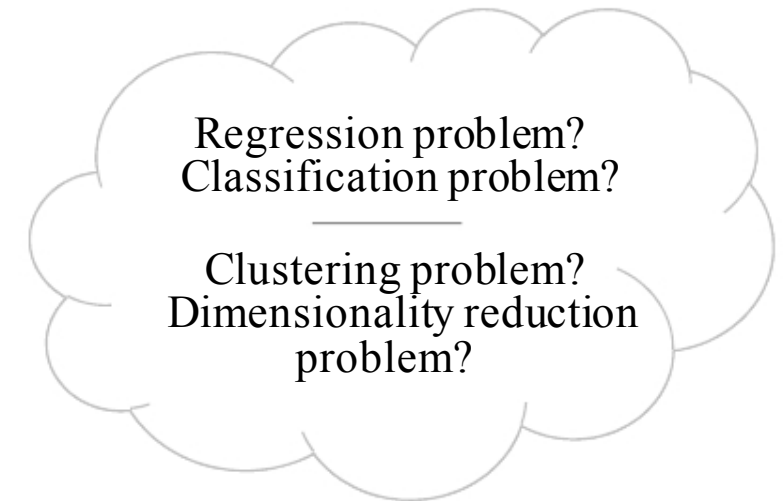 Regression problem?
Classification problem?
Clustering problem?
Dimensionality reduction
problem?